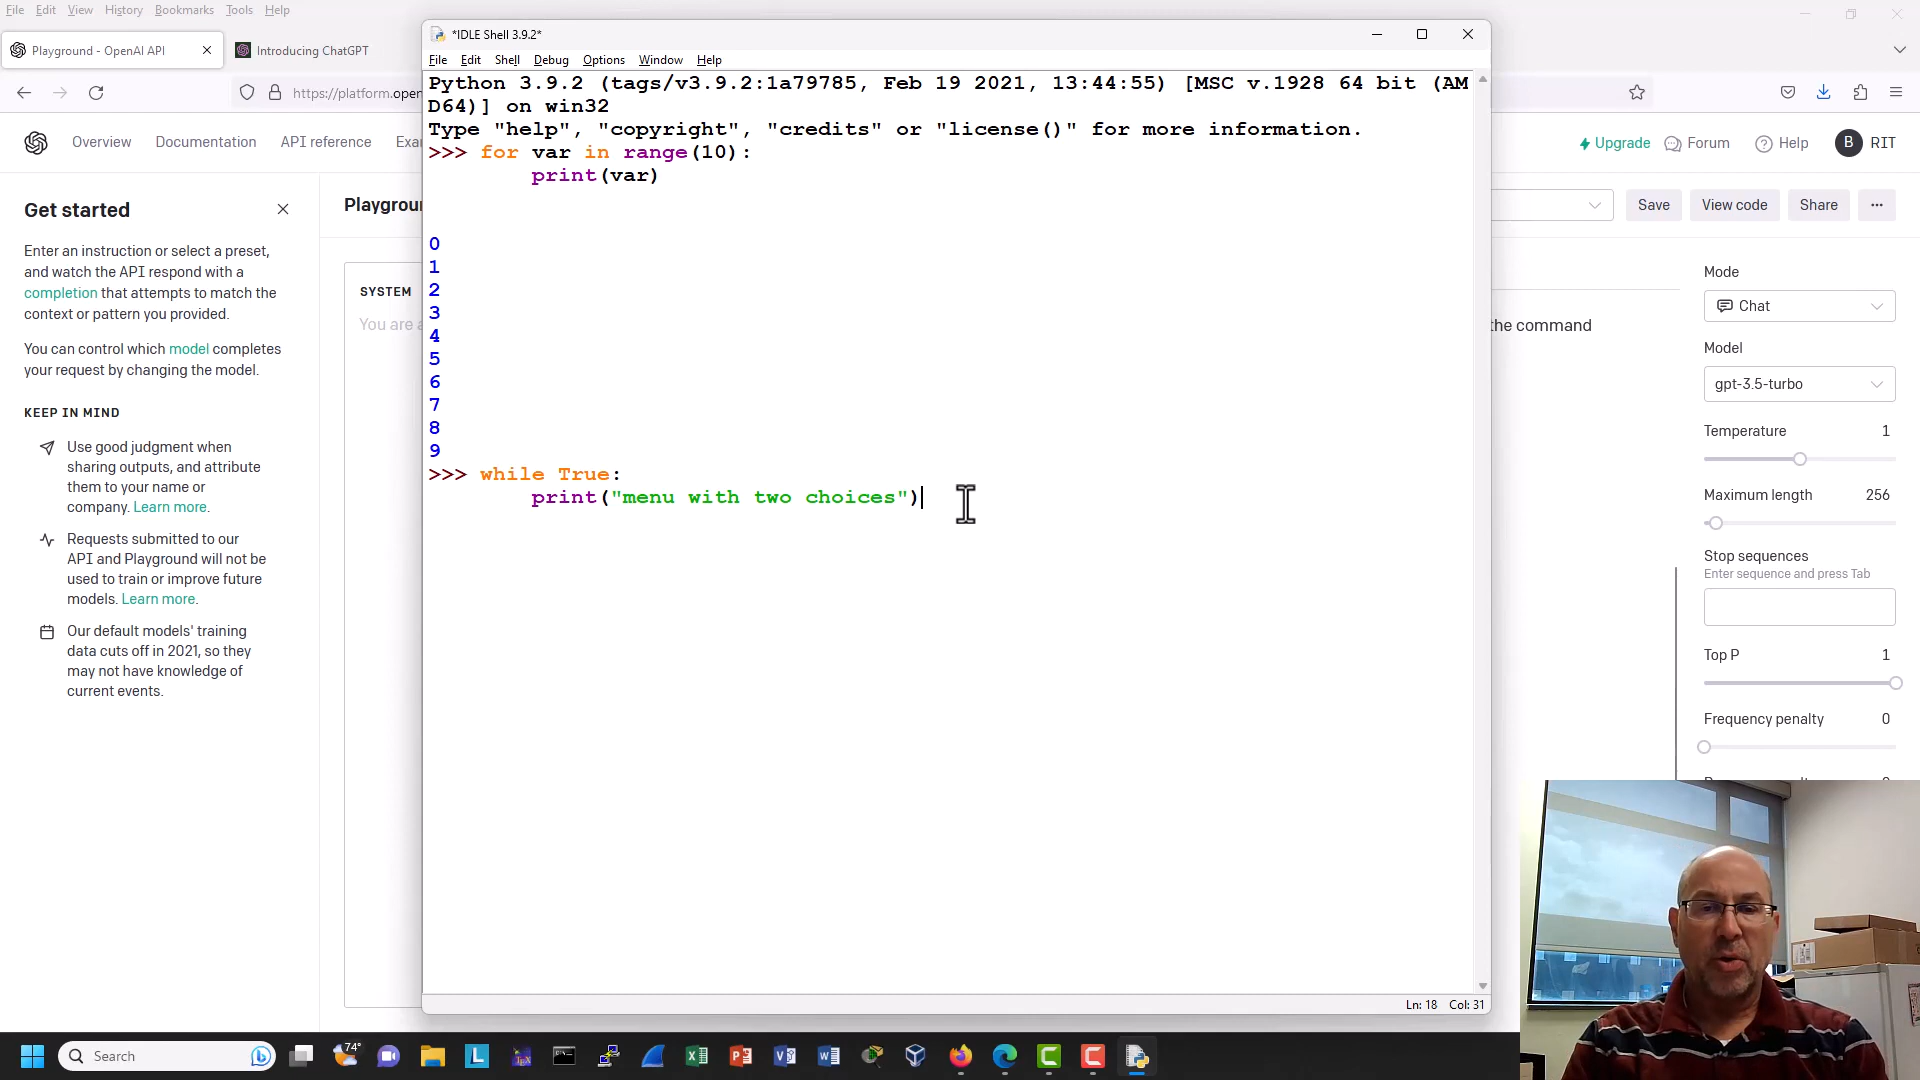 File Edit View History Bookmarks Tools Help
Playground - OpenAI API
Introducing ChatGPT
https://platform.open
Overview Documentation API reference Exa
Upgrade Forum Help B RIT
Get started
Enter an instruction or select a preset,
and watch the API respond with a
completion that attempts to match the
context or pattern you provided.
You can control which model completes
your request by changing the model.
KEEP IN MIND
Use good judgment when
sharing outputs, and attribute
them to your name or
company. Learn more.
Requests submitted to our
API and Playground will not be
used to train or improve future
models. Learn more.
Our default models' training
data cuts off in 2021, so they
may not have knowledge of
current events.
Playgroun
SYSTEM
You are a
*IDLE Shell 3.9.2*
File Edit Shell Debug Options Window Help
Python 3.9.2 (tags/v3.9.2:1a79785, Feb 19 2021, 13:44:55) [MSC v.1928 64 bit (AM
D64)] on win32
Type "help", "copyright", "credits" or "license()" for more information.
>>> for var in range(10):
print(var)
0
1
2
3
4
5
6
7
8
9
>>> while True:
print("menu with two choices")
Ln: 18 Col: 31
the command
Save View code Share ...
Mode
Chat
Model
gpt-3.5-turbo
Temperature 1
Maximum length 256
Stop sequences
Enter sequence and press Tab
Top P 1
Frequency penalty 0
Search
74°